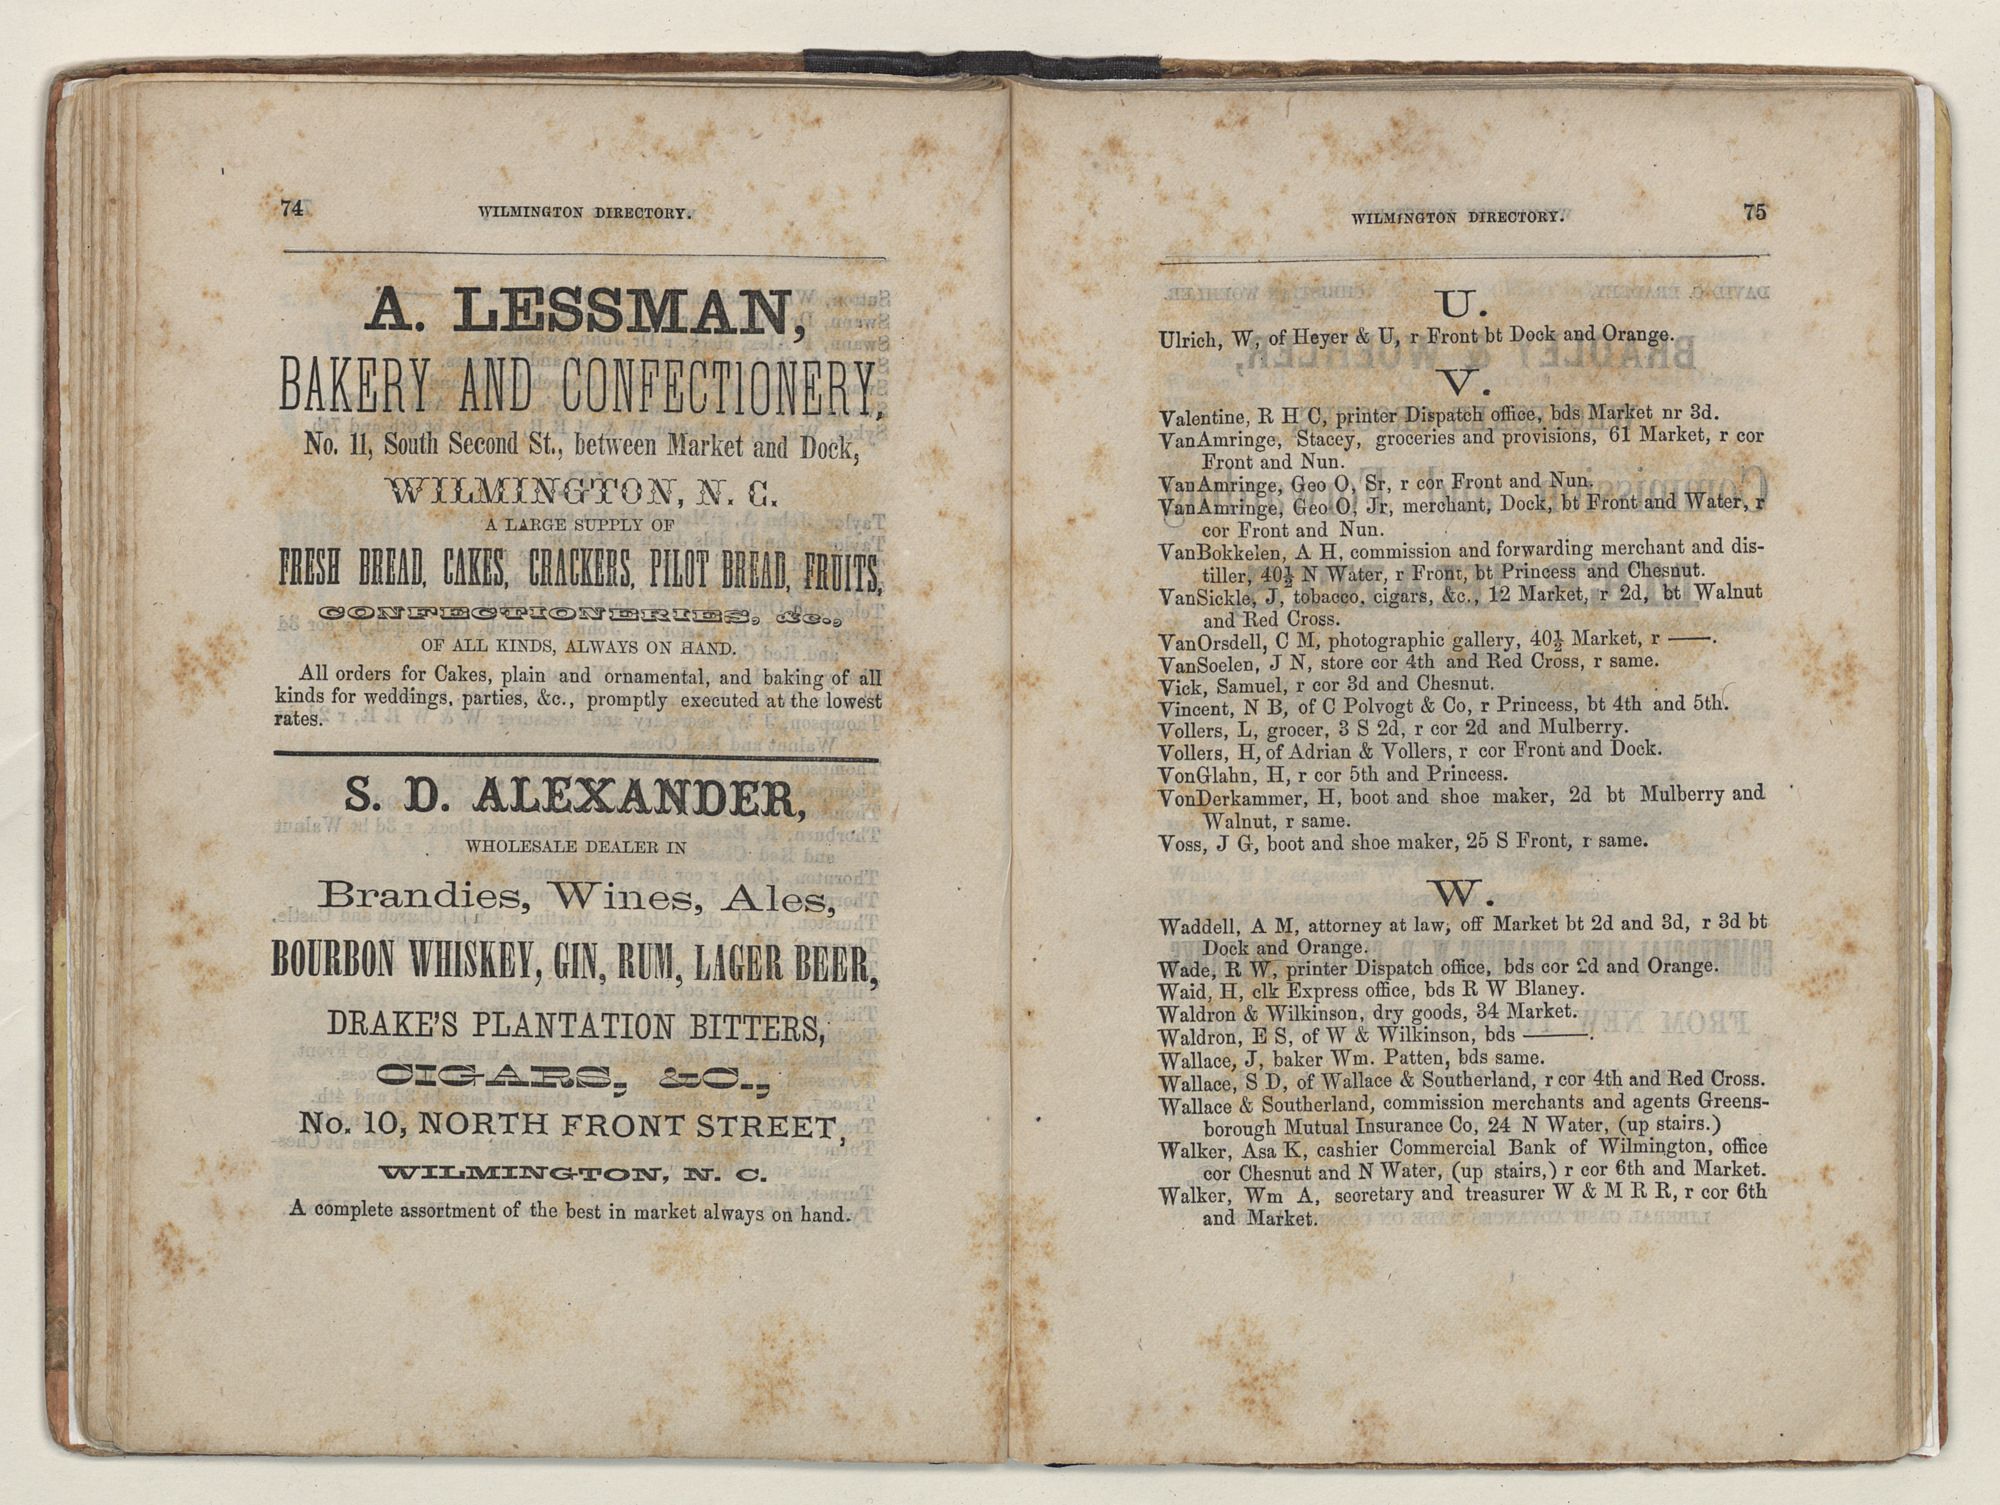 74
WILMINGTON DIRECTORY.
A. LESSMAN,
BAKERY AND CONFECTIONERY,
No. 11, South Second St., between Market and Dock,
WILMINGTON, N. C.
A LARGE SUPPLY OF
FRESH BREAD, CAKES, CRACKERS, PILOT BREAD, FRUITS,
CONFECTIONERIES, &c.,
OF ALL KINDS, ALWAYS ON HAND.
All orders for Cakes, plain and ornamental, and baking of all
kinds for weddings, parties, &c., promptly executed at the lowest
rates.
S. D. ALEXANDER,
WHOLESALE DEALER IN
Brandies, Wines, Ales,
BOURBON WHISKEY, GIN, RUM, LAGER BEER,
DRAKE'S PLANTATION BITTERS,
CIGARS, &C.,
No. 10, NORTH FRONT STREET,
WILMINGTON, N. C.
A complete assortment of the best in market always on hand.
WILMINGTON DIRECTORY.
75
U.
Ulrich, W, of Heyer & U, r Front bt Dock and Orange.
V.
Valentine, R H C, printer Dispatch office, bds Market nr 3d.
VanAmringe, Stacey, groceries and provisions, 61 Market, r cor
Front and Nun.
VanAmringe, Geo O, Sr, r cor Front and Nun.
VanAmringe, Geo O, Jr, merchant, Dock, bt Front and Water, r
cor Front and Nun.
VanBokkelen, A H, commission and forwarding merchant and dis-
tiller, 40½ N Water, r Front, bt Princess and Chesnut.
VanSickle, J, tobacco, cigars, &c., 12 Market, r 2d, bt Walnut
and Red Cross.
VanOrsdell, C M, photographic gallery, 40½ Market, r ——.
VanSoelen, J N, store cor 4th and Red Cross, r same.
Vick, Samuel, r cor 3d and Chesnut.
Vincent, N B, of C Polvogt & Co, r Princess, bt 4th and 5th.
Vollers, L, grocer, 3 S 2d, r cor 2d and Mulberry.
Vollers, H, of Adrian & Vollers, r cor Front and Dock.
VonGlahn, H, r cor 5th and Princess.
VonDerkammer, H, boot and shoe maker, 2d bt Mulberry and
Walnut, r same.
Voss, J G, boot and shoe maker, 25 S Front, r same.
W.
Waddell, A M, attorney at law, off Market bt 2d and 3d, r 3d bt
Dock and Orange.
Wade, R W, printer Dispatch office, bds cor 2d and Orange.
Waid, H, clk Express office, bds R W Blaney.
Waldron & Wilkinson, dry goods, 34 Market.
Waldron, E S, of W & Wilkinson, bds ———.
Wallace, J, baker Wm. Patten, bds same.
Wallace, S D, of Wallace & Southerland, r cor 4th and Red Cross.
Wallace & Southerland, commission merchants and agents Greens-
borough Mutual Insurance Co, 24 N Water, (up stairs.)
Walker, Asa K, cashier Commercial Bank of Wilmington, office
cor Chesnut and N Water, (up stairs,) r cor 6th and Market.
Walker, Wm A, secretary and treasurer W & M R R, r cor 6th
and Market.